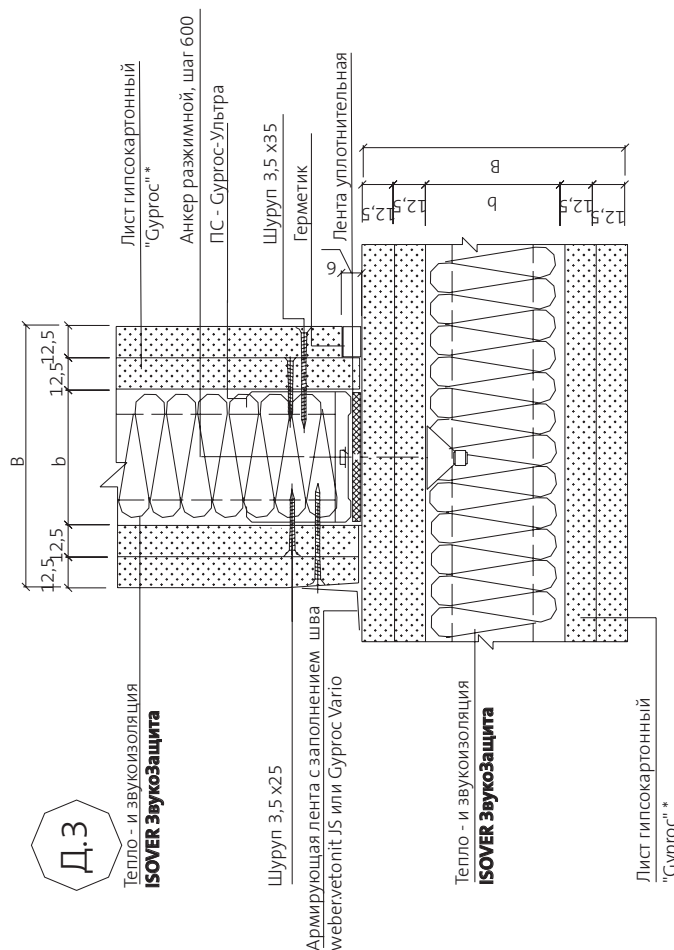 Д.3
Тепло - и звукоизоляция
ISOVER ЗвукоЗащита
Шуруп 3,5 x25
Армирующая лента с заполнением шва
weber.vetonit JS или Gyproc Vario
Тепло - и звукоизоляция
ISOVER ЗвукоЗащита
Лист гипсокартонный
"Gyproc" *
B
12,5
12,5
b
12,5
12,5
Лист гипсокартонный
"Gyproc" *
Анкер разжимной, шаг 600
ПС - Gyproc-Ультра
Шуруп 3,5 x35
Герметик
Лента уплотнительная
6
B
12,5
12,5
b
12,5
12,5